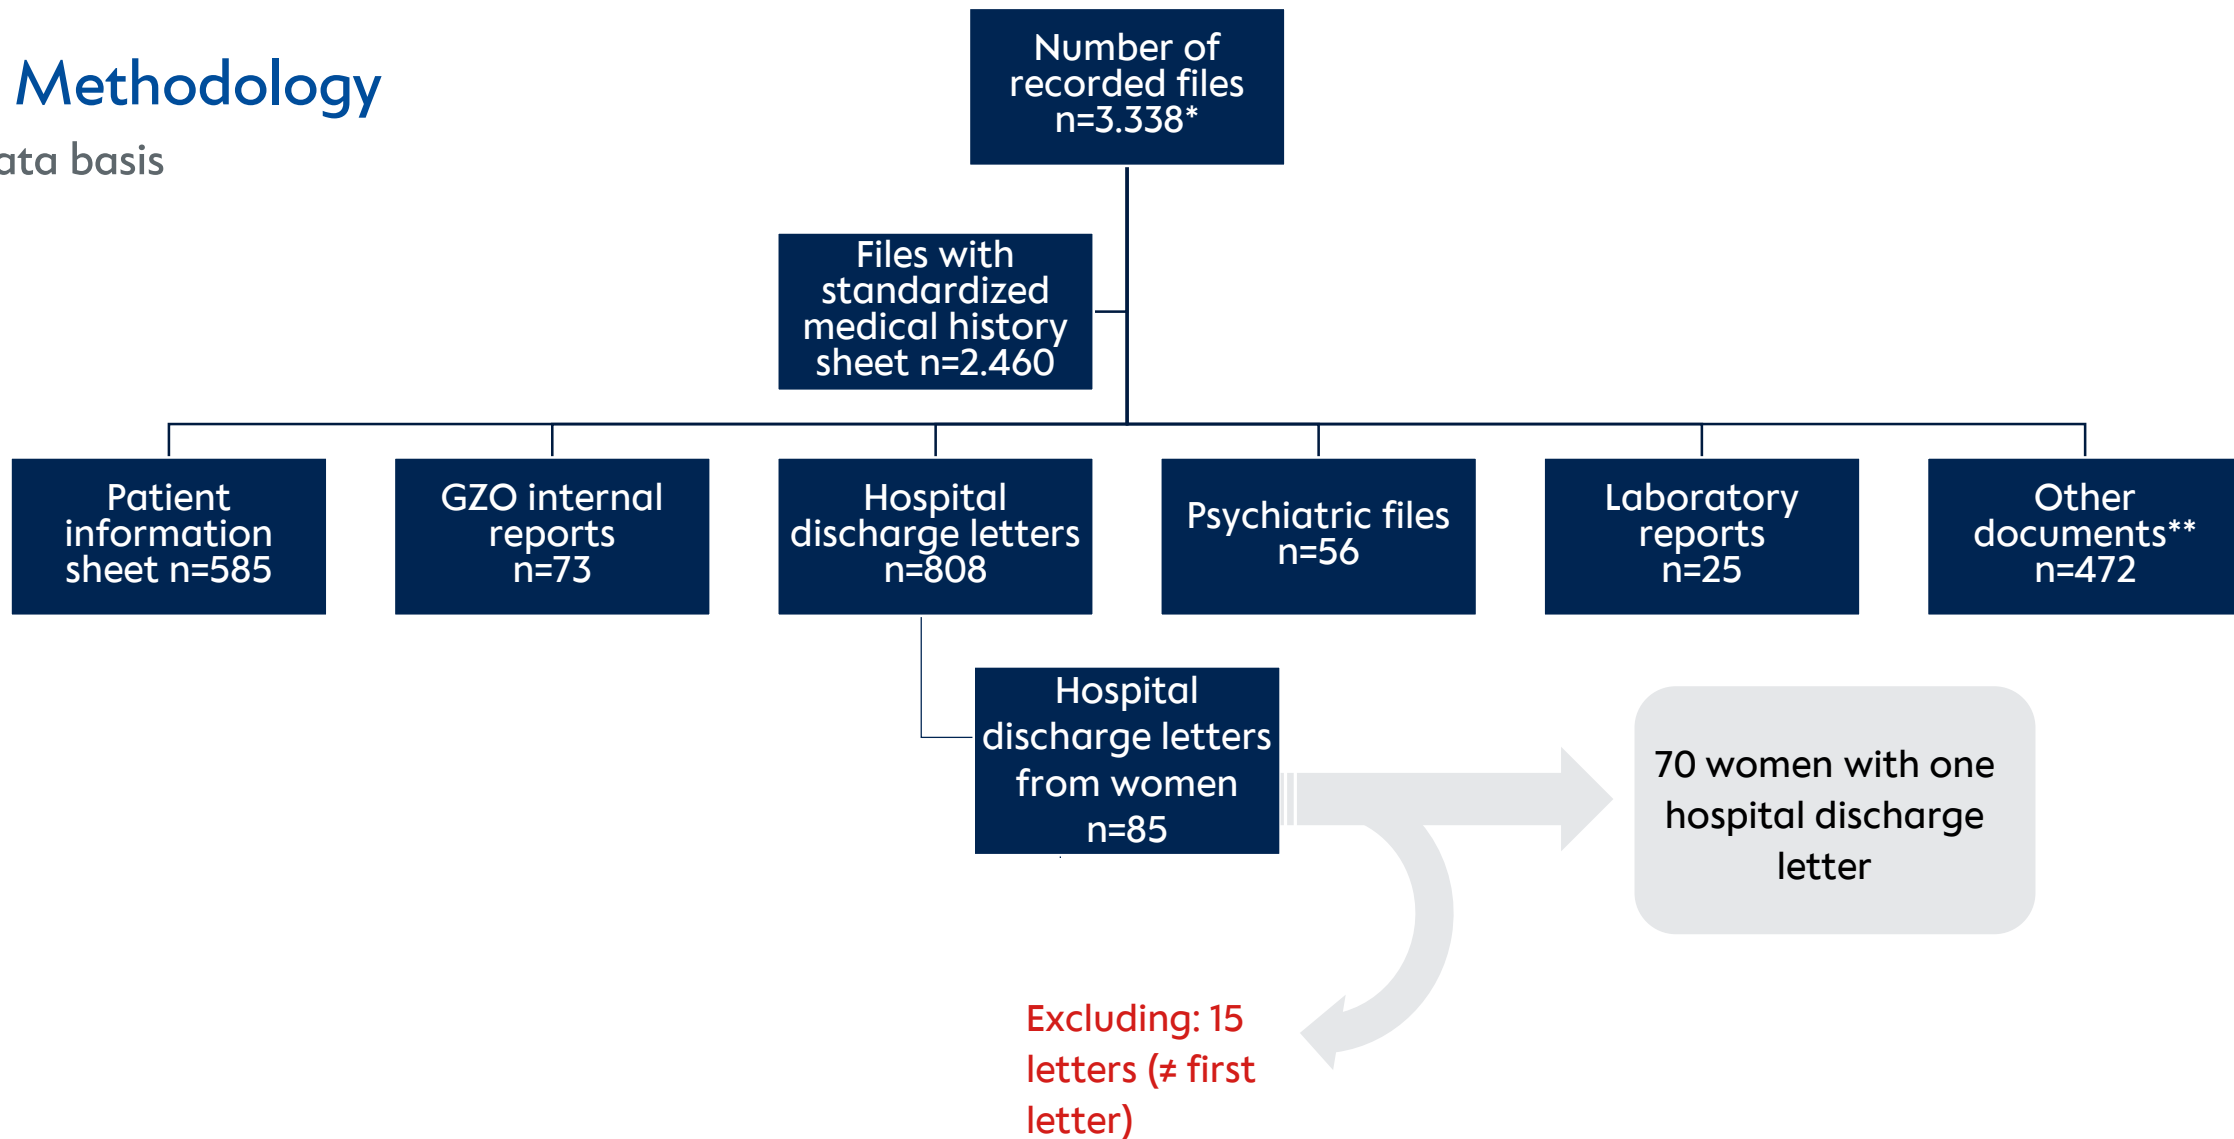 Methodology
ata basis
Number of
recorded files
n=3.338*
Files with
standardized
medical history
sheet n=2.460
Patient
information
sheet n=585
GZO internal
reports
n=73
Hospital
discharge letters
n=808
Psychiatric files
n=56
Laboratory
reports
n=25
Other
documents**
n=472
Hospital
discharge letters
from women
n=85
70 women with one
hospital discharge
letter
Excluding: 15
letters (≠ first
letter)